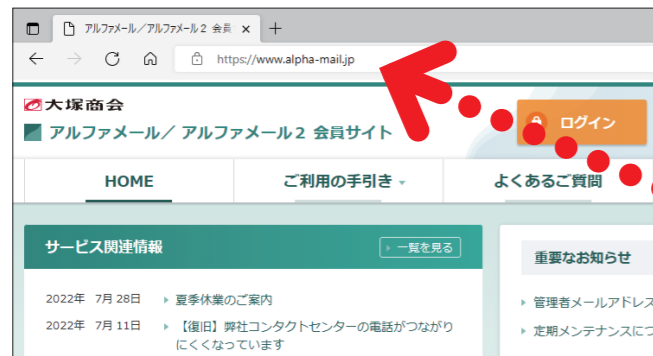 アルファメール／アルファメール2 会員
https://www.alpha-mail.jp
大塚商会
アルファメール／ アルファメール2 会員サイト
ログイン
HOME
ご利用の手引き
よくあるご質問
サービス関連情報
一覧を見る
重要なお知らせ
2022年 7月28日
夏季休業のご案内
管理者メールアドレス
2022年 7月11日
【復旧】弊社コンタクトセンターの電話がつながり
にくくなっています
定期メンテナンスにつ